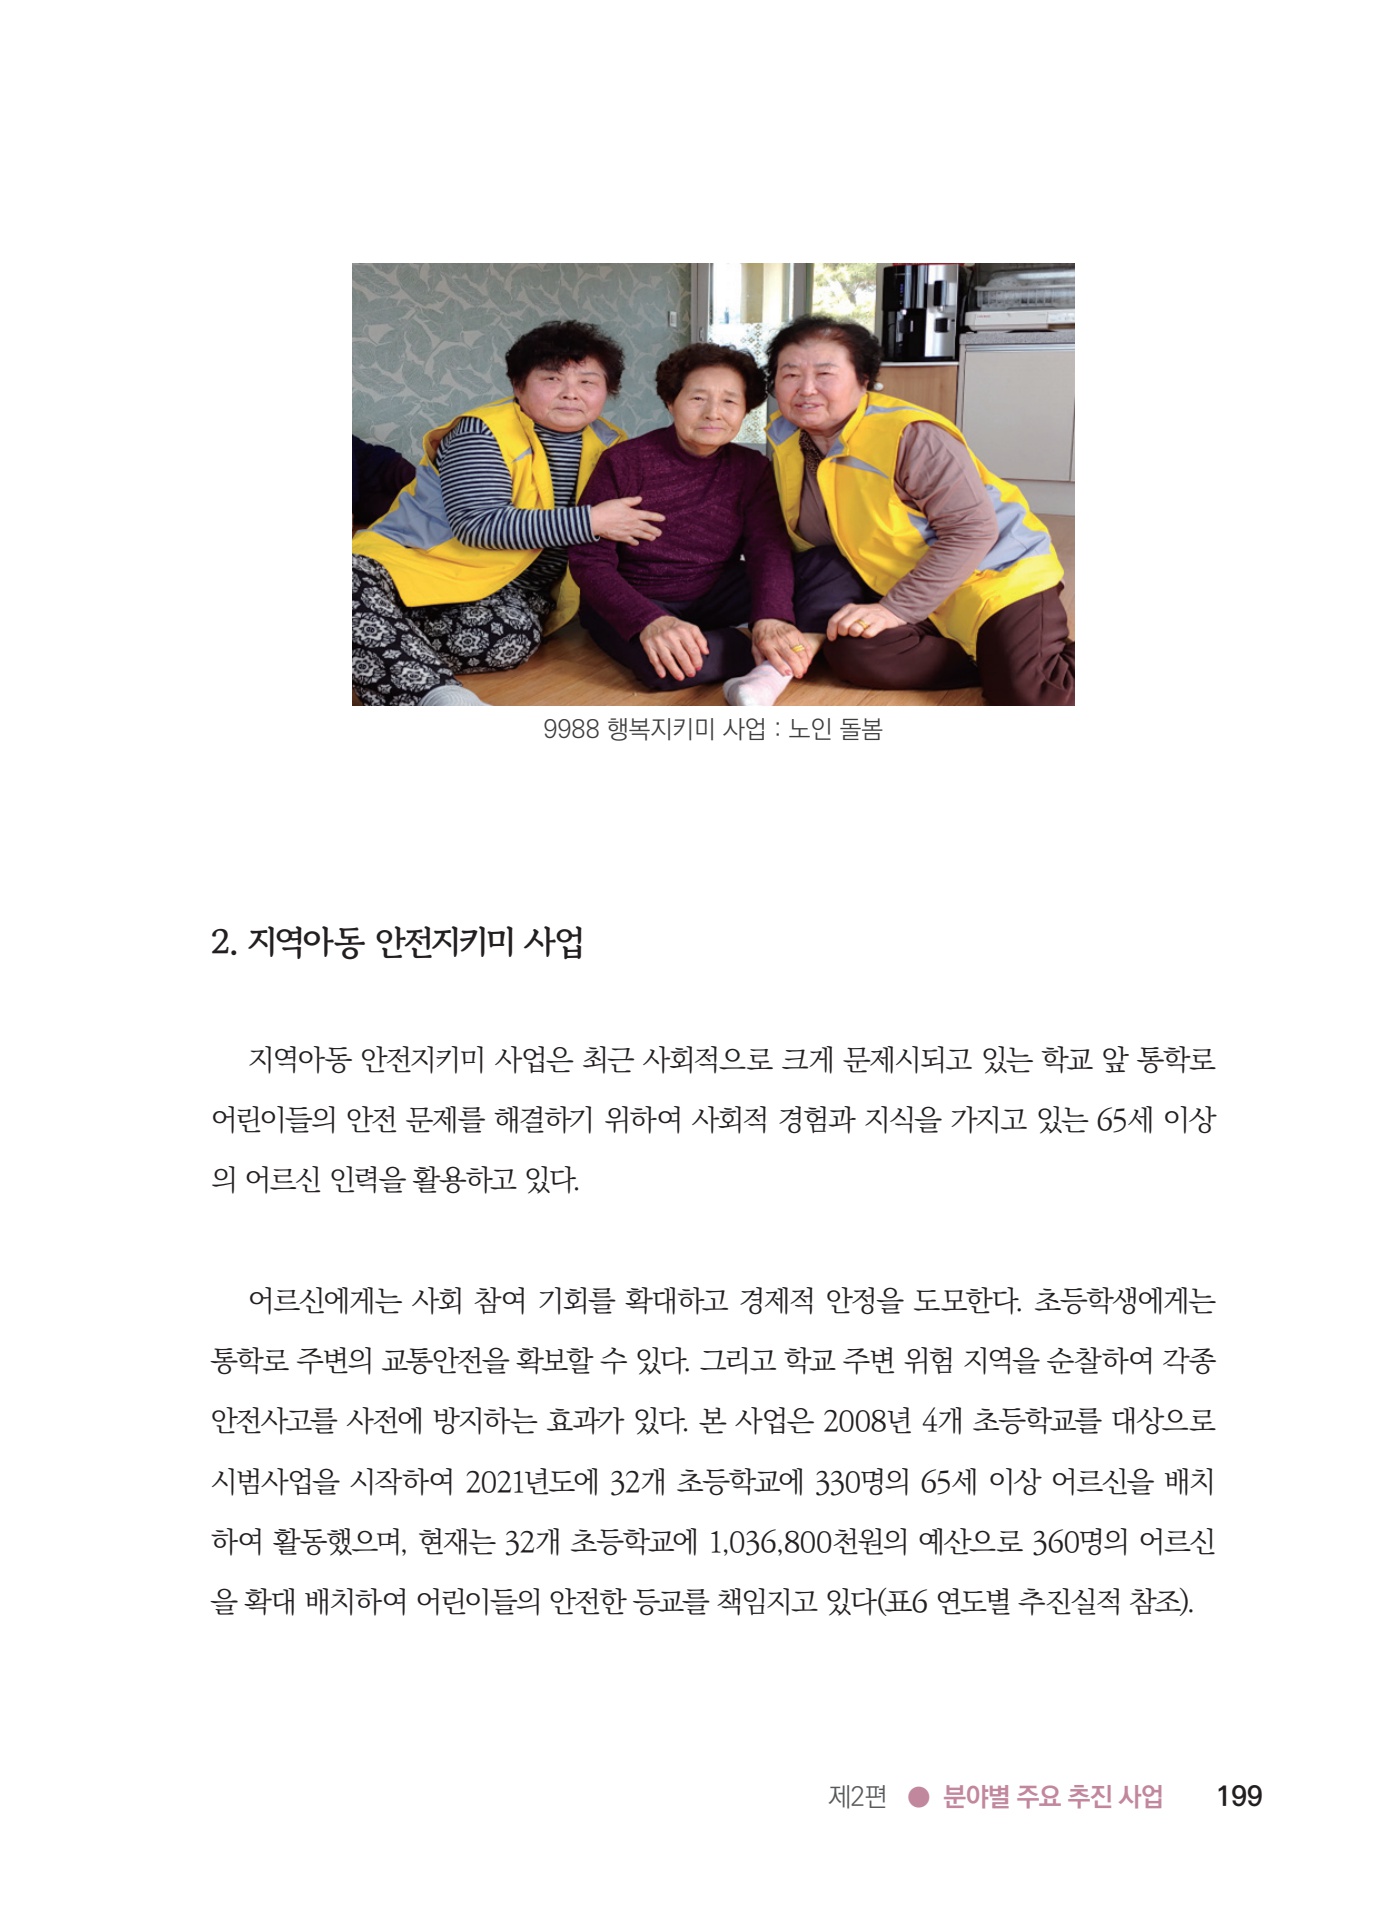 9988 행복지키미 사업 : 노인 돌봄
2. 지역아동 안전지키미 사업
지역아동 안전지키미 사업은 최근 사회적으로 크게 문제시되고 있는 학교 앞 통학로
어린이들의 안전 문제를 해결하기 위하여 사회적 경험과 지식을 가지고 있는 65세 이상
의 어르신 인력을 활용하고 있다.
어르신에게는 사회 참여 기회를 확대하고 경제적 안정을 도모한다. 초등학생에게는
통학로 주변의 교통안전을 확보할 수 있다. 그리고 학교 주변 위험 지역을 순찰하여 각종
안전사고를 사전에 방지하는 효과가 있다. 본 사업은 2008년 4개 초등학교를 대상으로
시범사업을 시작하여 2021년도에 32개 초등학교에 330명의 65세 이상 어르신을 배치
하여 활동했으며, 현재는 32개 초등학교에 1,036,800천원의 예산으로 360명의 어르신
을 확대 배치하여 어린이들의 안전한 등교를 책임지고 있다(표6 연도별 추진실적 참조).
제2편 ● 분야별 주요 추진 사업 199